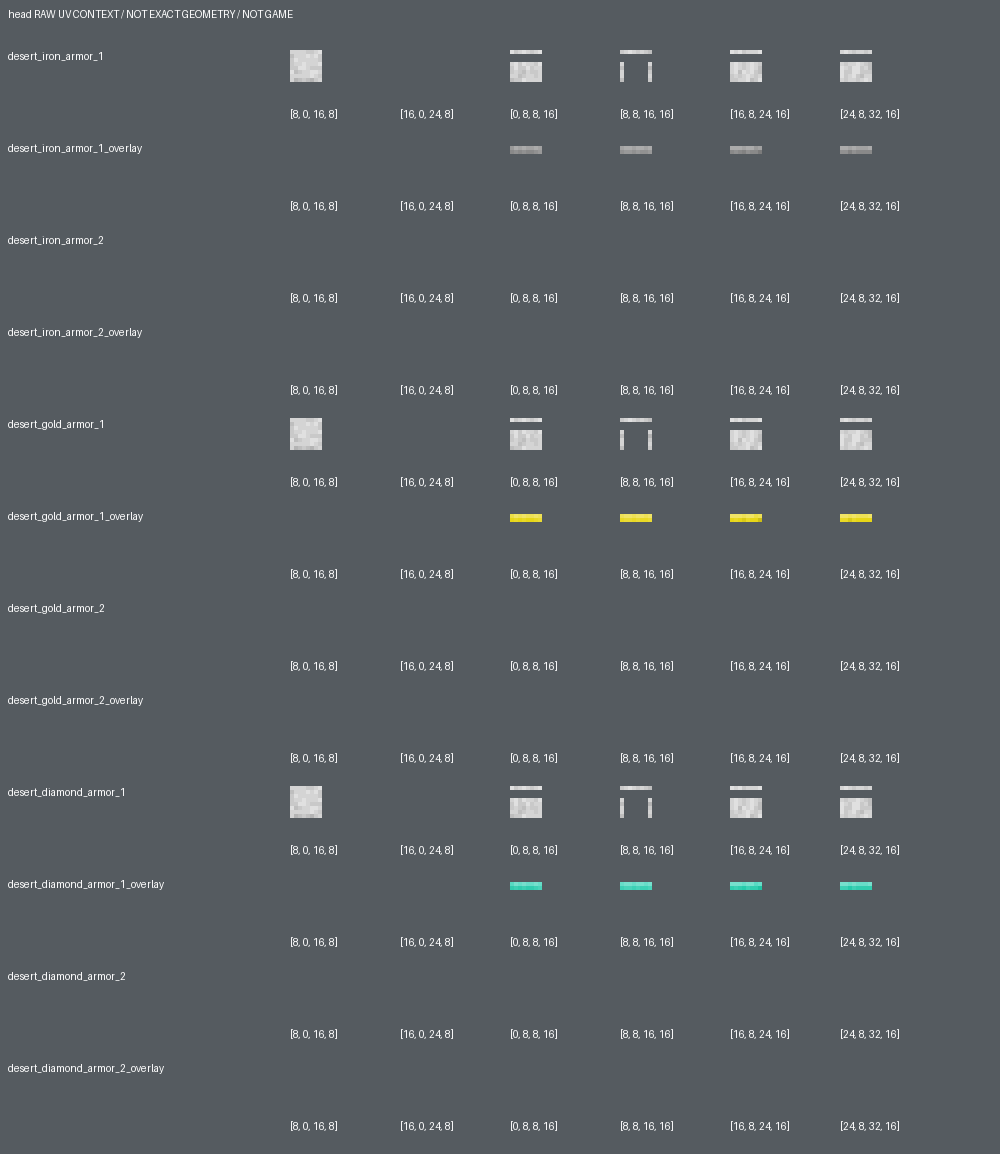 head RAW UV CONTEXT / NOT EXACT GEOMETRY / NOT GAME
desert_iron_armor_1
[8, 0, 16, 8] [16, 0, 24, 8] [0, 8, 8, 16] [8, 8, 16, 16] [16, 8, 24, 16] [24, 8, 32, 16]
desert_iron_armor_1_overlay
[8, 0, 16, 8] [16, 0, 24, 8] [0, 8, 8, 16] [8, 8, 16, 16] [16, 8, 24, 16] [24, 8, 32, 16]
desert_iron_armor_2
[8, 0, 16, 8] [16, 0, 24, 8] [0, 8, 8, 16] [8, 8, 16, 16] [16, 8, 24, 16] [24, 8, 32, 16]
desert_iron_armor_2_overlay
[8, 0, 16, 8] [16, 0, 24, 8] [0, 8, 8, 16] [8, 8, 16, 16] [16, 8, 24, 16] [24, 8, 32, 16]
desert_gold_armor_1
[8, 0, 16, 8] [16, 0, 24, 8] [0, 8, 8, 16] [8, 8, 16, 16] [16, 8, 24, 16] [24, 8, 32, 16]
desert_gold_armor_1_overlay
[8, 0, 16, 8] [16, 0, 24, 8] [0, 8, 8, 16] [8, 8, 16, 16] [16, 8, 24, 16] [24, 8, 32, 16]
desert_gold_armor_2
[8, 0, 16, 8] [16, 0, 24, 8] [0, 8, 8, 16] [8, 8, 16, 16] [16, 8, 24, 16] [24, 8, 32, 16]
desert_gold_armor_2_overlay
[8, 0, 16, 8] [16, 0, 24, 8] [0, 8, 8, 16] [8, 8, 16, 16] [16, 8, 24, 16] [24, 8, 32, 16]
desert_diamond_armor_1
[8, 0, 16, 8] [16, 0, 24, 8] [0, 8, 8, 16] [8, 8, 16, 16] [16, 8, 24, 16] [24, 8, 32, 16]
desert_diamond_armor_1_overlay
[8, 0, 16, 8] [16, 0, 24, 8] [0, 8, 8, 16] [8, 8, 16, 16] [16, 8, 24, 16] [24, 8, 32, 16]
desert_diamond_armor_2
[8, 0, 16, 8] [16, 0, 24, 8] [0, 8, 8, 16] [8, 8, 16, 16] [16, 8, 24, 16] [24, 8, 32, 16]
desert_diamond_armor_2_overlay
[8, 0, 16, 8] [16, 0, 24, 8] [0, 8, 8, 16] [8, 8, 16, 16] [16, 8, 24, 16] [24, 8, 32, 16]